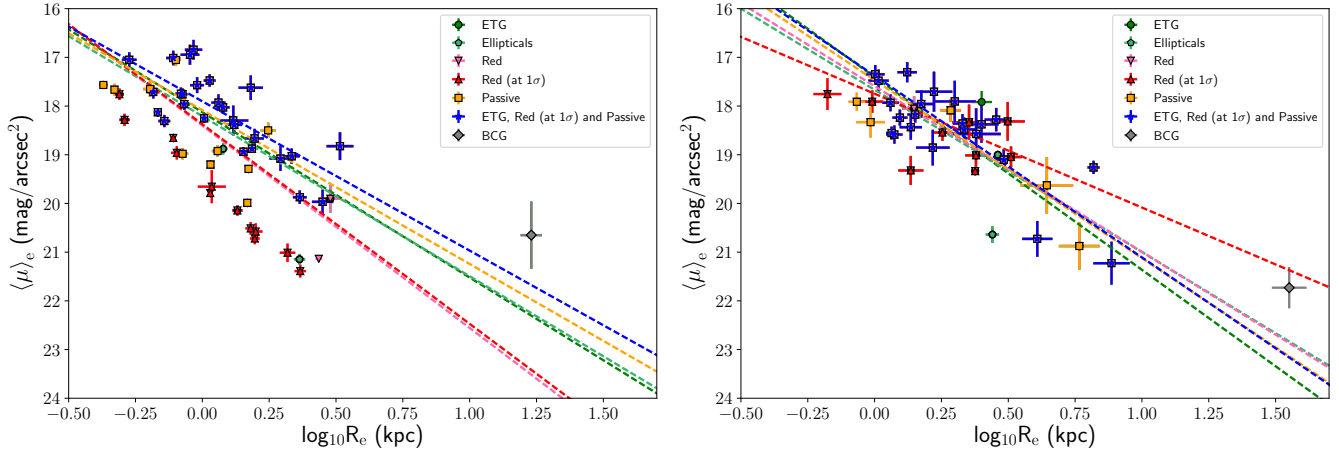 16
17
18
19
20
21
22
23
24
⟨μ⟩e (mag/arcsec²)
−0.50 −0.25 0.00 0.25 0.50 0.75 1.00 1.25 1.50
log₁₀Rₑ (kpc)
ETG
Ellipticals
Red
Red (at 1σ)
Passive
ETG, Red (at 1σ) and Passive
BCG
16
17
18
19
20
21
22
23
24
⟨μ⟩e (mag/arcsec²)
−0.50 −0.25 0.00 0.25 0.50 0.75 1.00 1.25 1.50
log₁₀Rₑ (kpc)
ETG
Ellipticals
Red
Red (at 1σ)
Passive
ETG, Red (at 1σ) and Passive
BCG